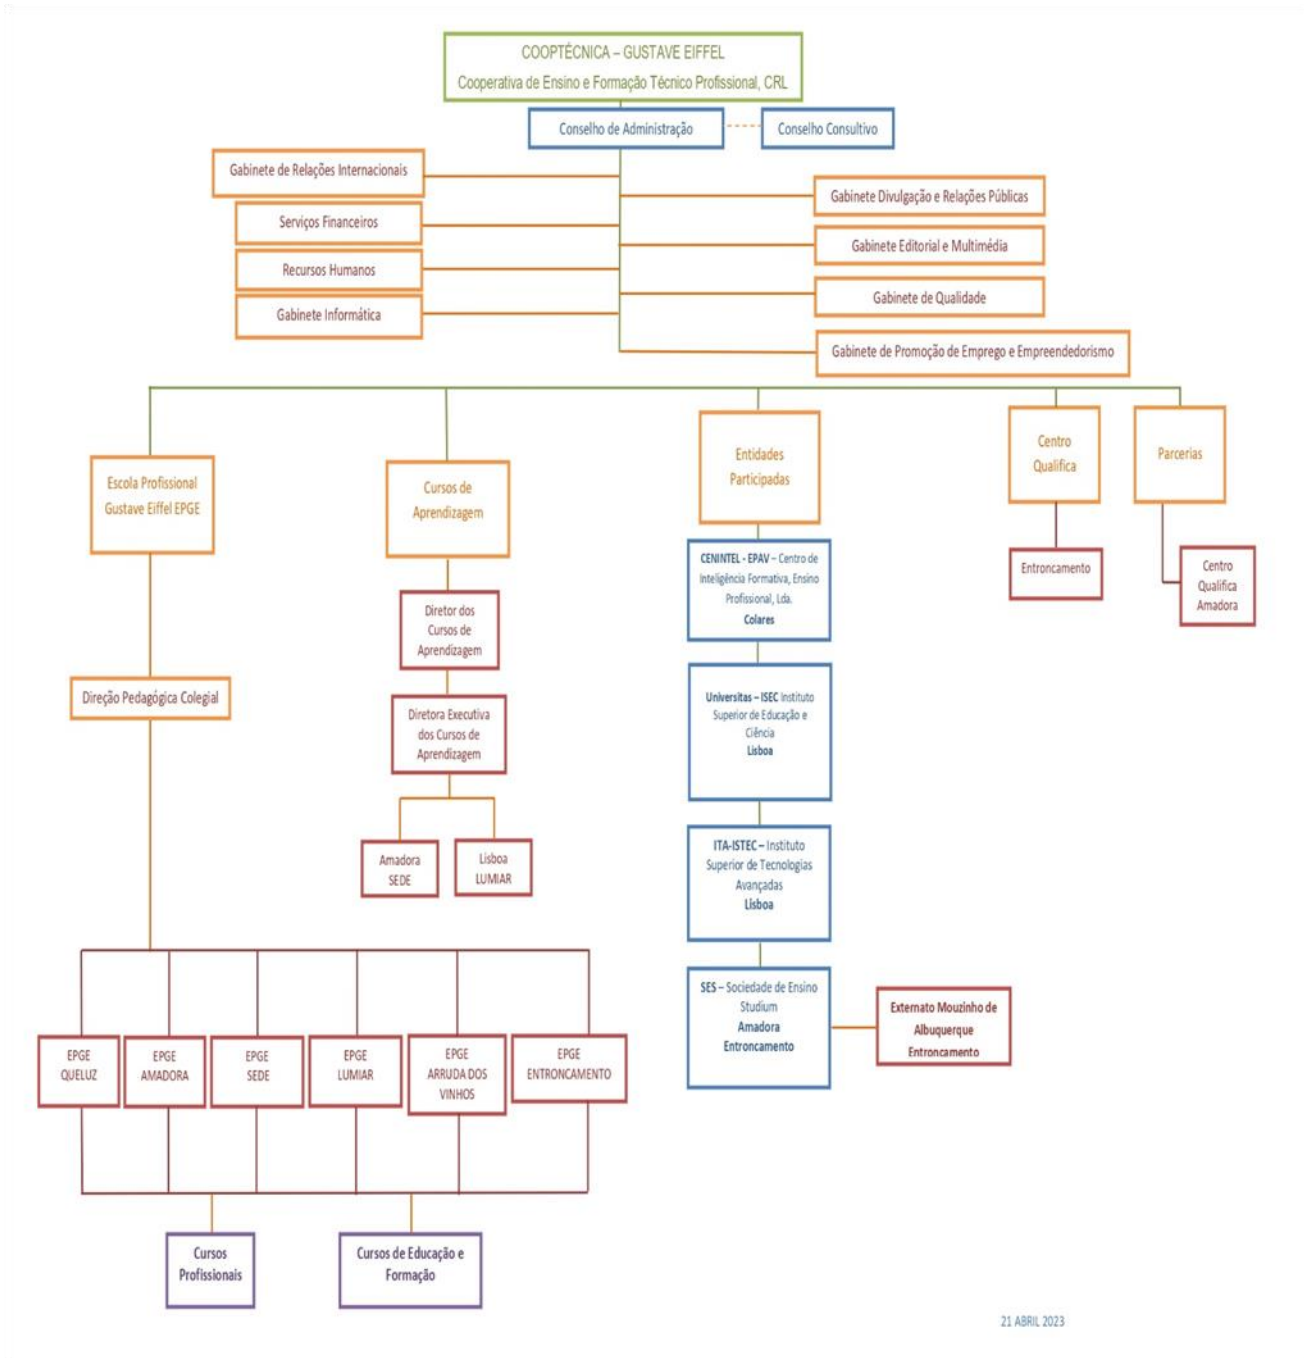 COOPTÉCNICA – GUSTAVE EIFFEL
Cooperativa de Ensino e Formação Técnico Profissional, CRL
Conselho de Administração
Conselho Consultivo
Gabinete de Relações Internacionais
Gabinete Divulgação e Relações Públicas
Serviços Financeiros
Gabinete Editorial e Multimédia
Recursos Humanos
Gabinete de Qualidade
Gabinete Informática
Gabinete de Promoção de Emprego e Empreendedorismo
Escola Profissional
Gustave Eiffel EPGE
Cursos de
Aprendizagem
Entidades
Participadas
Centro
Qualifica
Parcerias
Direção Pedagógica Colegial
Diretor dos
Cursos de
Aprendizagem
Diretora Executiva
dos Cursos de
Aprendizagem
Amadora
SEDE
Lisboa
LUMIAR
CENINTEL - EPAV – Centro de
Inteligência Formativa, Ensino
Profissional, Lda.
Colares
Universitas – ISEC Instituto
Superior de Educação e
Ciência
Lisboa
ITA-ISTEC – Instituto
Superior de Tecnologias
Avançadas
Lisboa
SES – Sociedade de Ensino
Studium
Amadora
Entroncamento
Externato Mouzinho de
Albuquerque
Entroncamento
Entroncamento
Centro
Qualifica
Amadora
EPGE
QUELUZ
EPGE
AMADORA
EPGE
SEDE
EPGE
LUMIAR
EPGE
ARRUDA DOS
VINHOS
EPGE
ENTRONCAMENTO
Cursos
Profissionais
Cursos de Educação e
Formação
21 ABRIL 2023